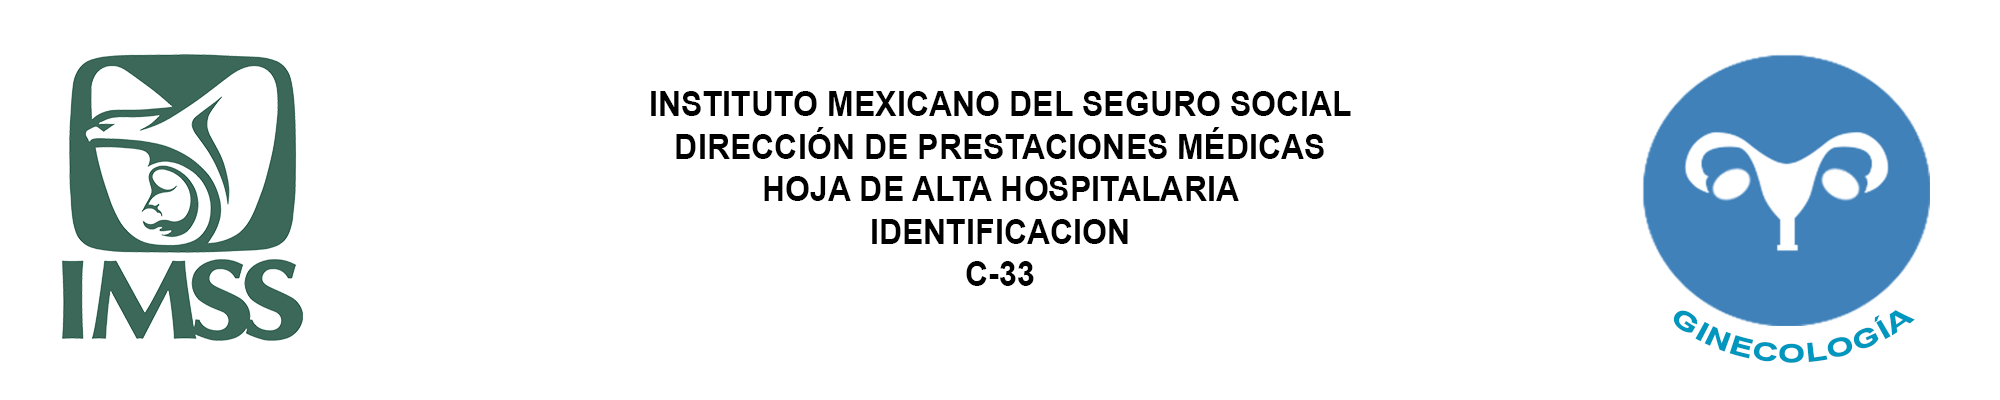 INSTITUTO MEXICANO DEL SEGURO SOCIAL
DIRECCIÓN DE PRESTACIONES MÉDICAS
HOJA DE ALTA HOSPITALARIA
IDENTIFICACION
C-33
IMSS
GINECOLOGÍA